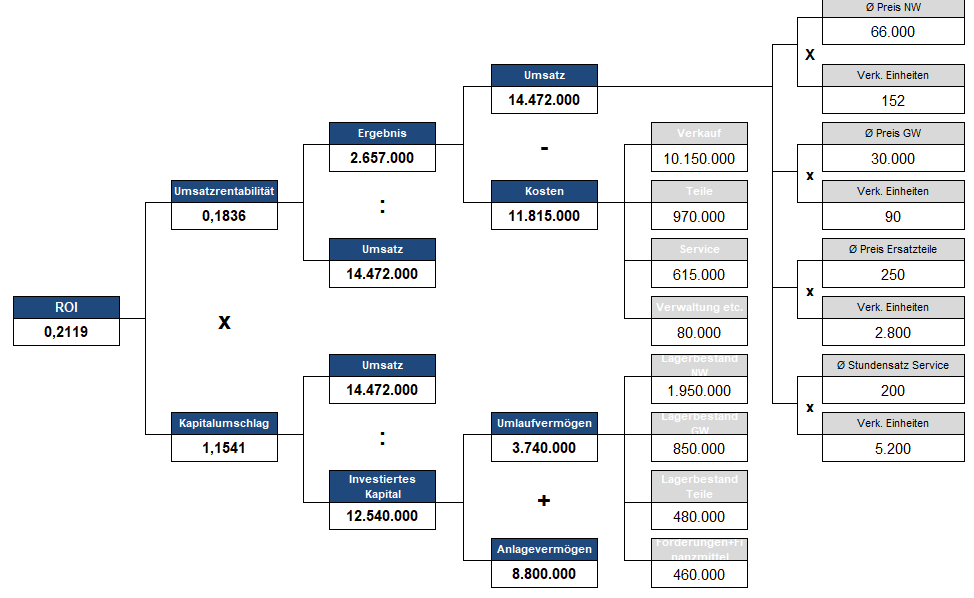 Ø Preis NW
66.000
x
Verk. Einheiten
152
Umsatz
14.472.000
Ø Preis GW
30.000
x
Verk. Einheiten
90
Ergebnis
2.657.000
-
Verkauf
10.150.000
Umsatzrentabilität
0,1836
:
Kosten
11.815.000
Teile
970.000
Umsatz
14.472.000
Service
615.000
Ø Preis Ersatzteile
250
x
Verk. Einheiten
2.800
ROI
0,2119
x
Verwaltung etc.
80.000
Umsatz
14.472.000
Lagerbestand
NW
1.950.000
Ø Stundensatz Service
200
x
Verk. Einheiten
5.200
Kapitalumschlag
1,1541
:
Umlaufvermögen
3.740.000
Lagerbestand
GW
850.000
Investiertes
Kapital
12.540.000
+
Lagerbestand
Teile
480.000
Anlagevermögen
8.800.000
Forderungen+Fi
nanzmittel
460.000